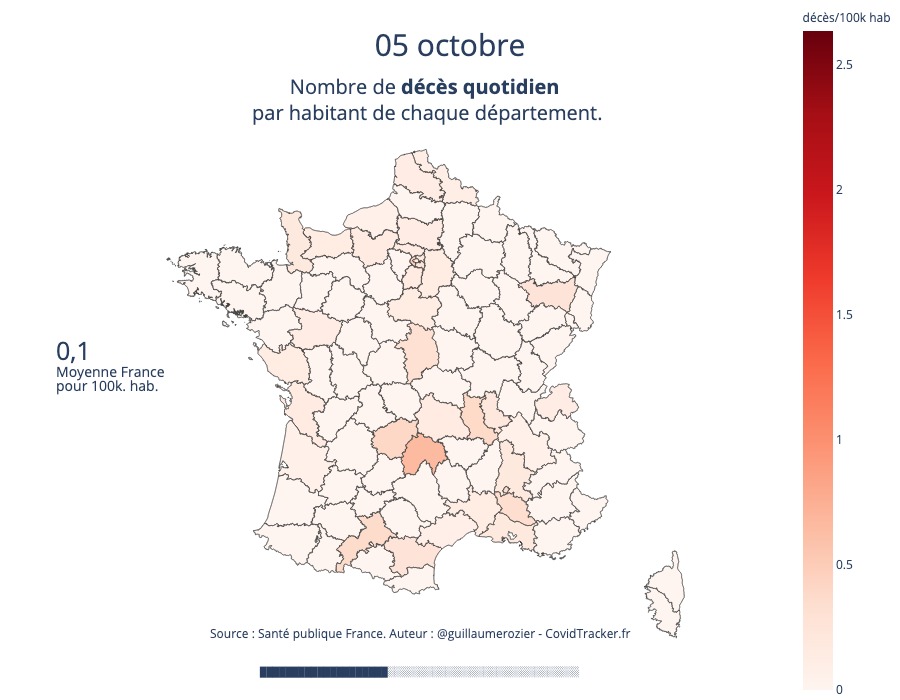 décès/100k hab
05 octobre
Nombre de décès quotidien
par habitant de chaque département.
2.5
2
1.5
1
0.5
0
0,1
Moyenne France
pour 100k. hab.
Source : Santé publique France. Auteur : @guillaumerozier - CovidTracker.fr